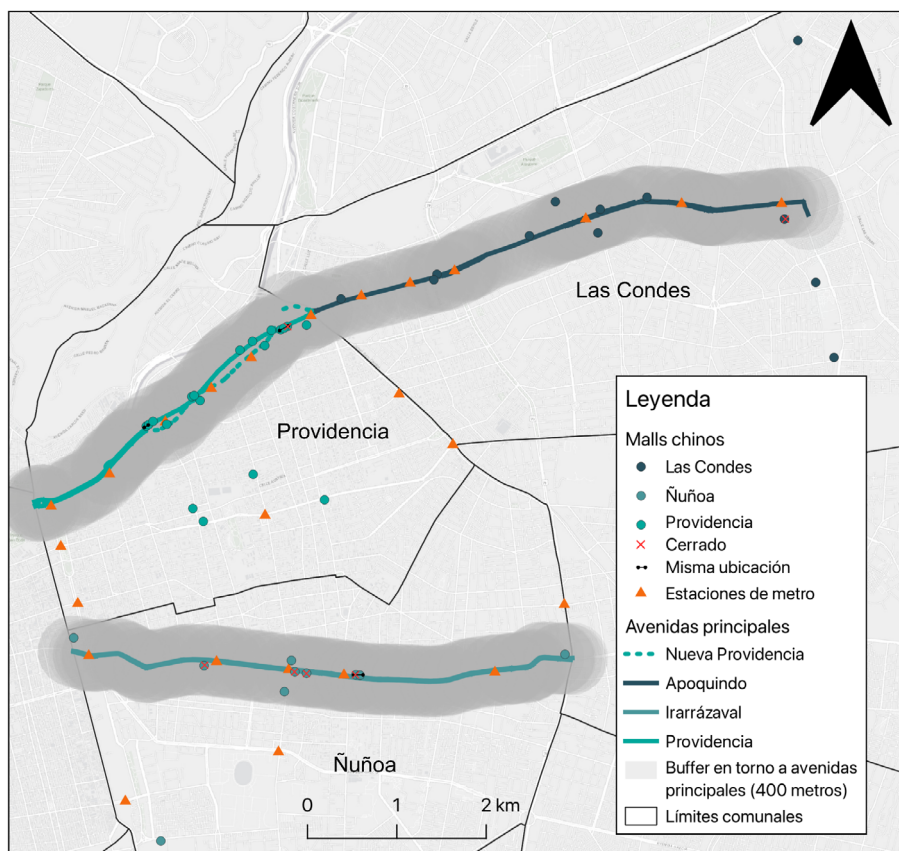 Las Condes
Providencia
Ñuñoa
0 1 2 km
Leyenda
Malls chinos
Las Condes
Ñuñoa
Providencia
Cerrado
Misma ubicación
Estaciones de metro
Avenidas principales
Nueva Providencia
Apoquindo
Irarrázaval
Providencia
Buffer en torno a avenidas
principales (400 metros)
Límites comunales